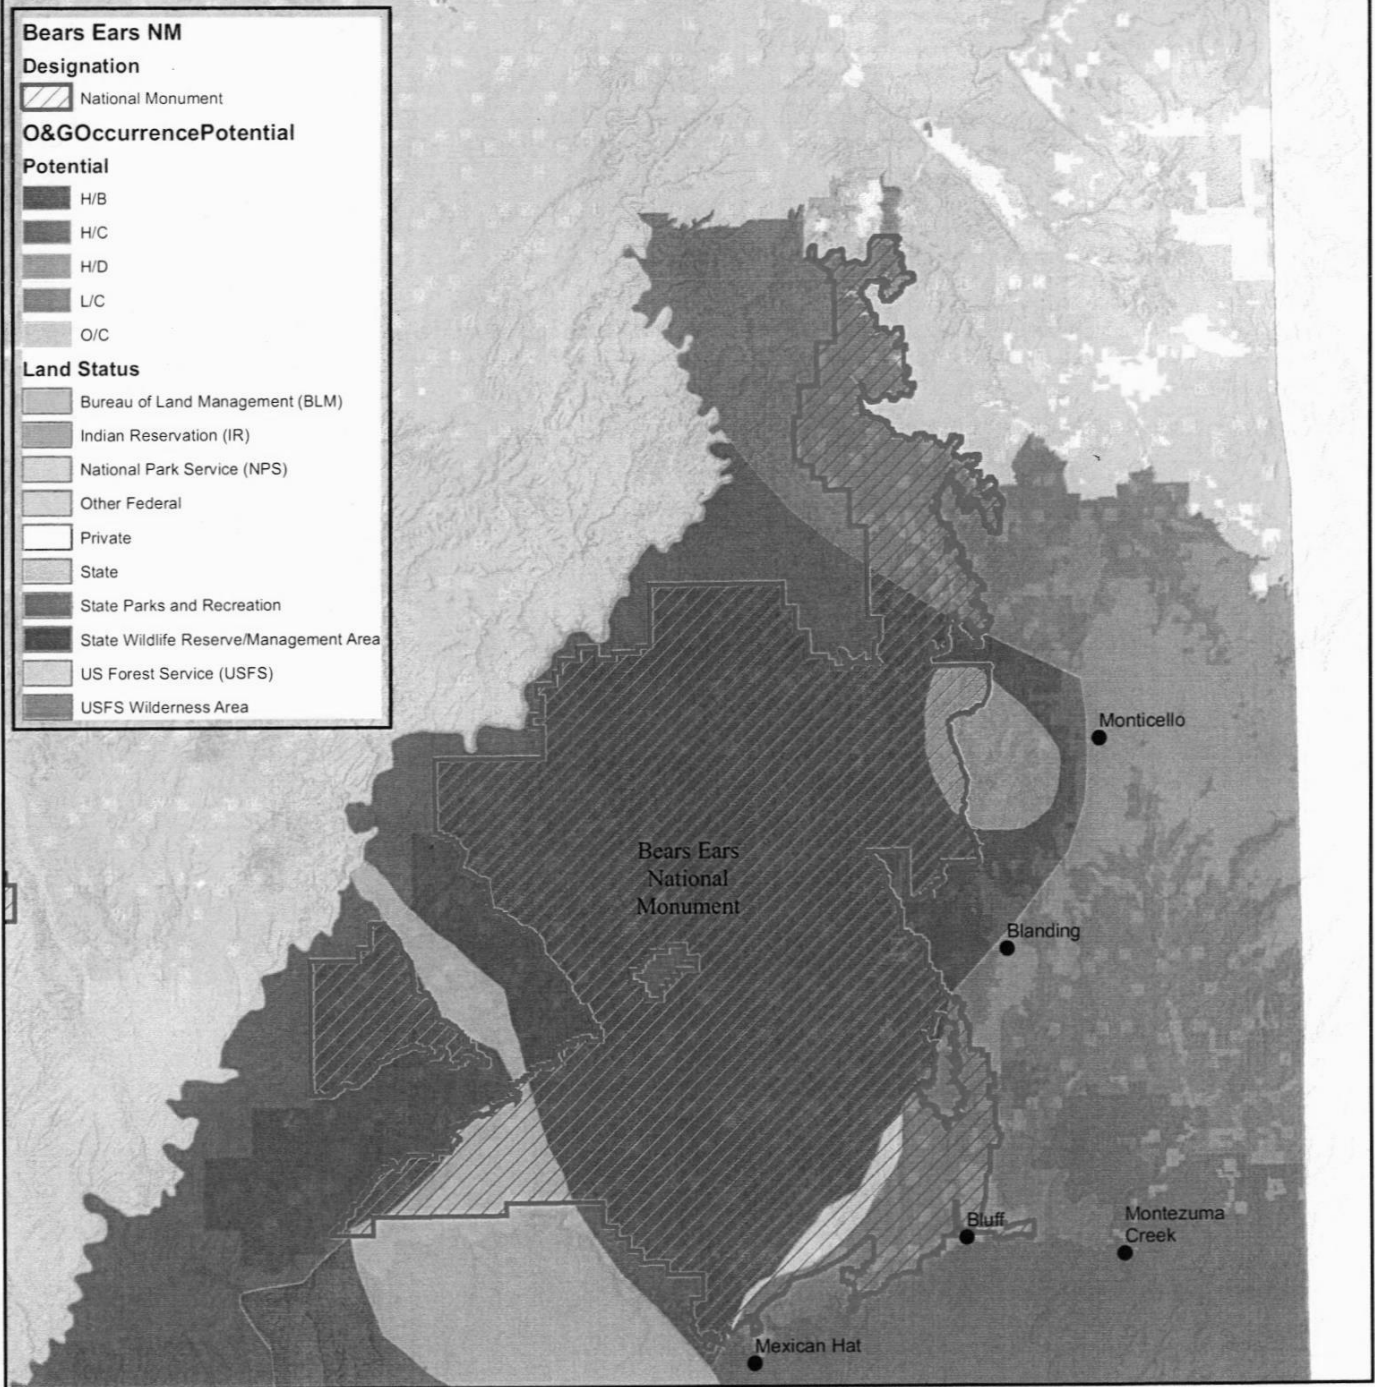 Bears Ears NM
Designation
National Monument
O&GOccurrencePotential
Potential
H/B
H/C
H/D
L/C
O/C
Land Status
Bureau of Land Management (BLM)
Indian Reservation (IR)
National Park Service (NPS)
Other Federal
Private
State
State Parks and Recreation
State Wildlife Reserve/Management Area
US Forest Service (USFS)
USFS Wilderness Area
Monticello
Bears Ears
National
Monument
Blanding
Bluff
Montezuma
Creek
Mexican Hat